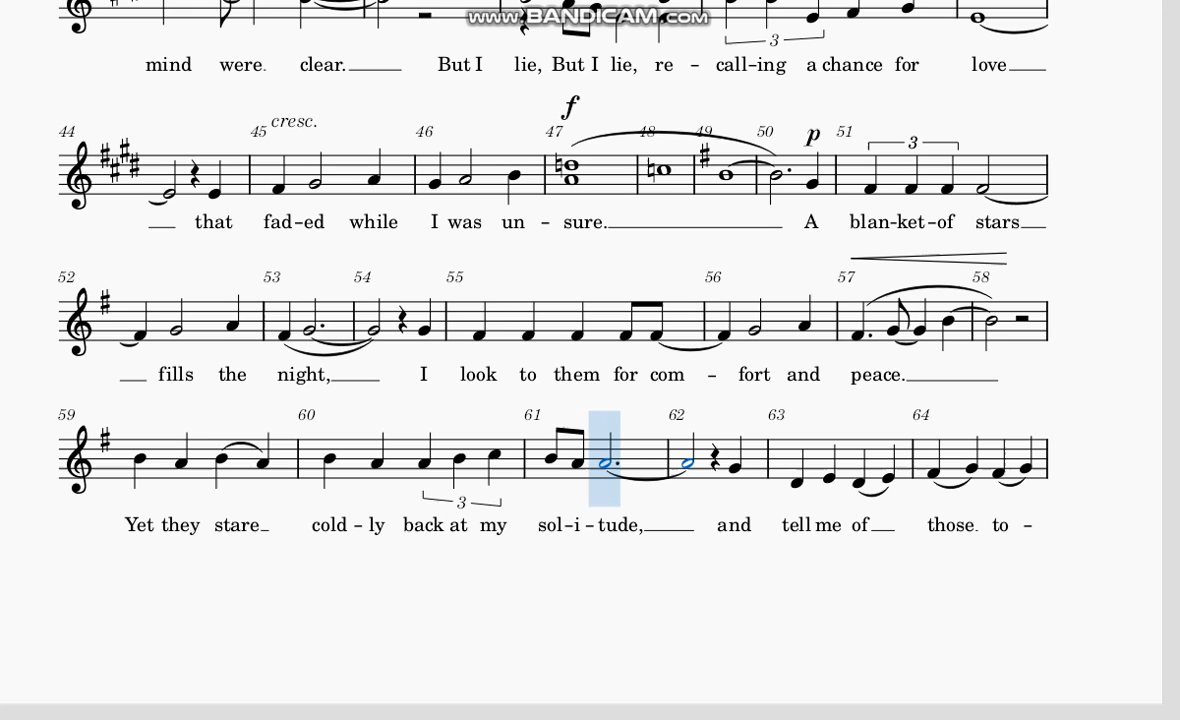 www.BANDICAM.com
3
mind were. clear. But I lie, But I lie, re - call-ing a chance for love
f
44 45 cresc. 46 47 48 49 50 p 51
3
that fad-ed while I was un - sure. A blan-ket-of stars
52 53 54 55 56 57 58
fills the night, I look to them for com - fort and peace.
59 60 61 62 63 64
3
Yet they stare cold - ly back at my sol-i-tude, and tell me of those. to -